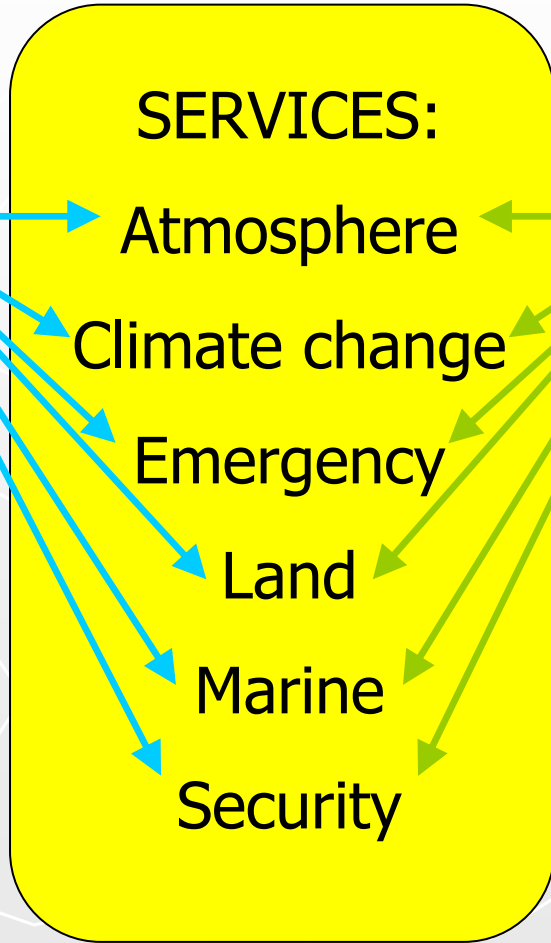 SERVICES:
Atmosphere
Climate change
Emergency
Land
Marine
Security